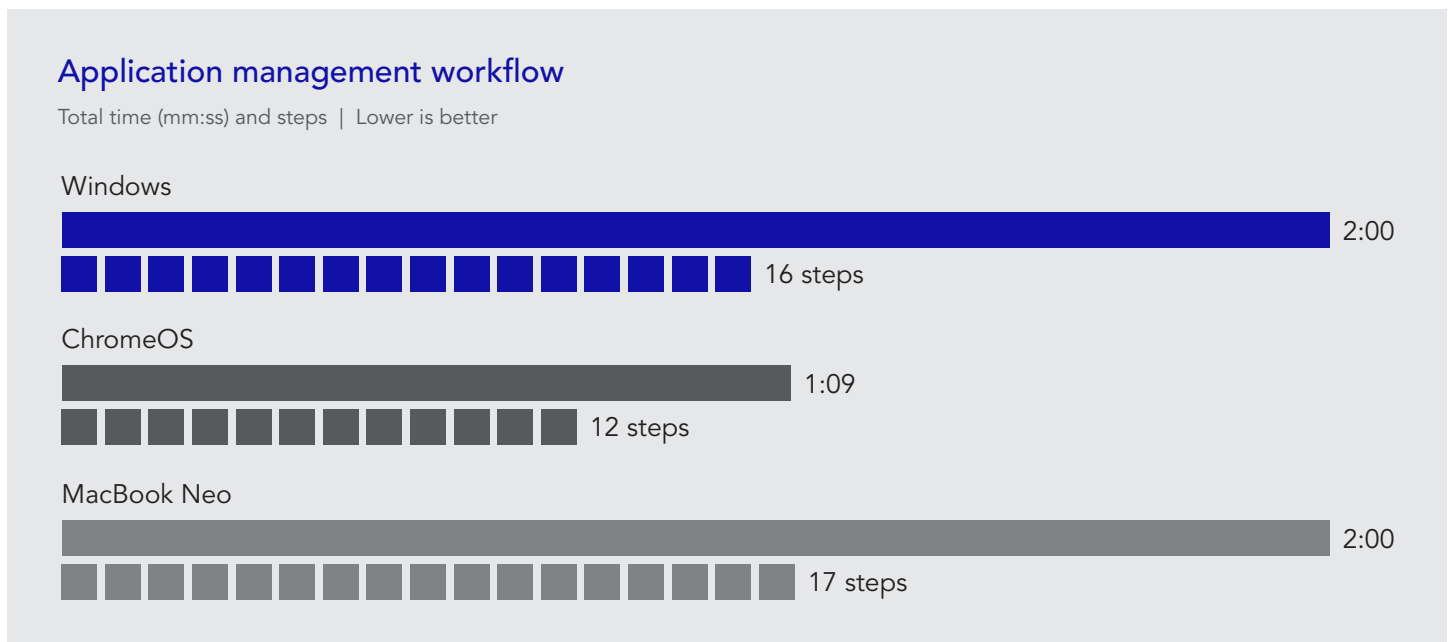 Application management workflow
Total time (mm:ss) and steps | Lower is better
Windows
2:00
16 steps
ChromeOS
1:09
12 steps
MacBook Neo
2:00
17 steps